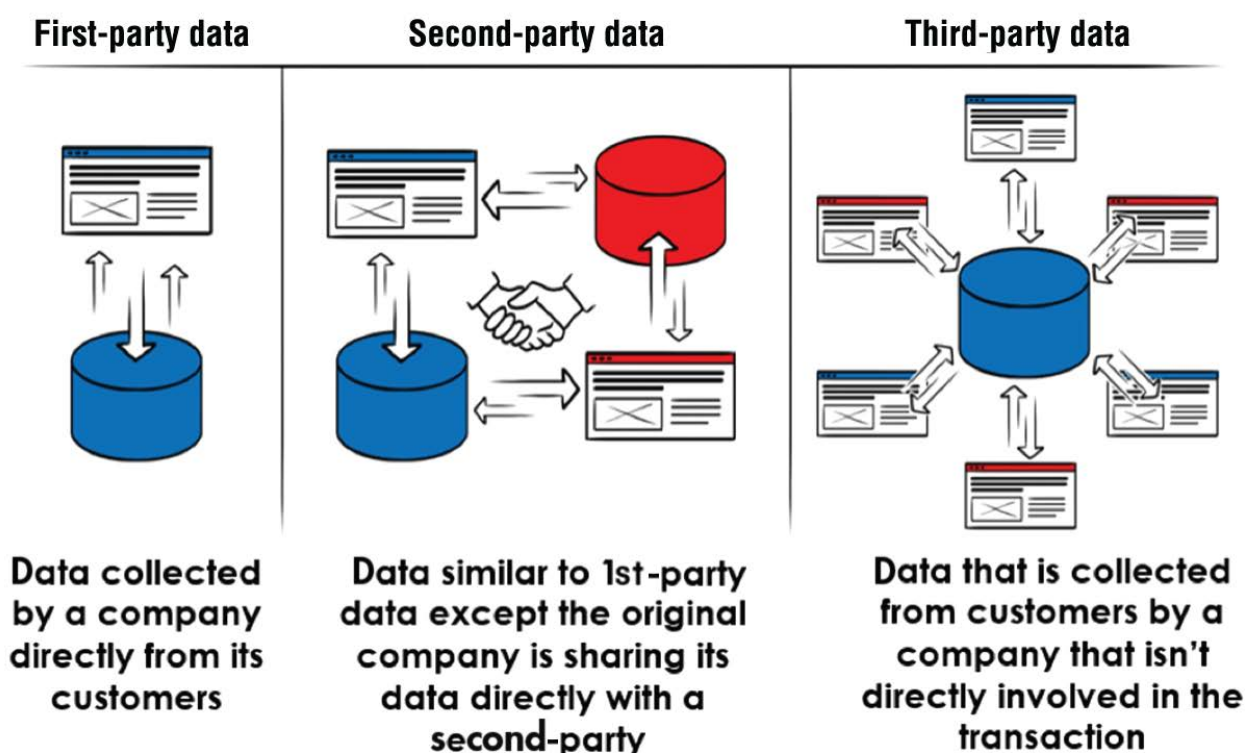 First-party data
Second-party data
Third-party data
Data collected
by a company
directly from its
customers
Data similar to 1st-party
data except the original
company is sharing its
data directly with a
second-party
Data that is collected
from customers by a
company that isn't
directly involved in the
transaction